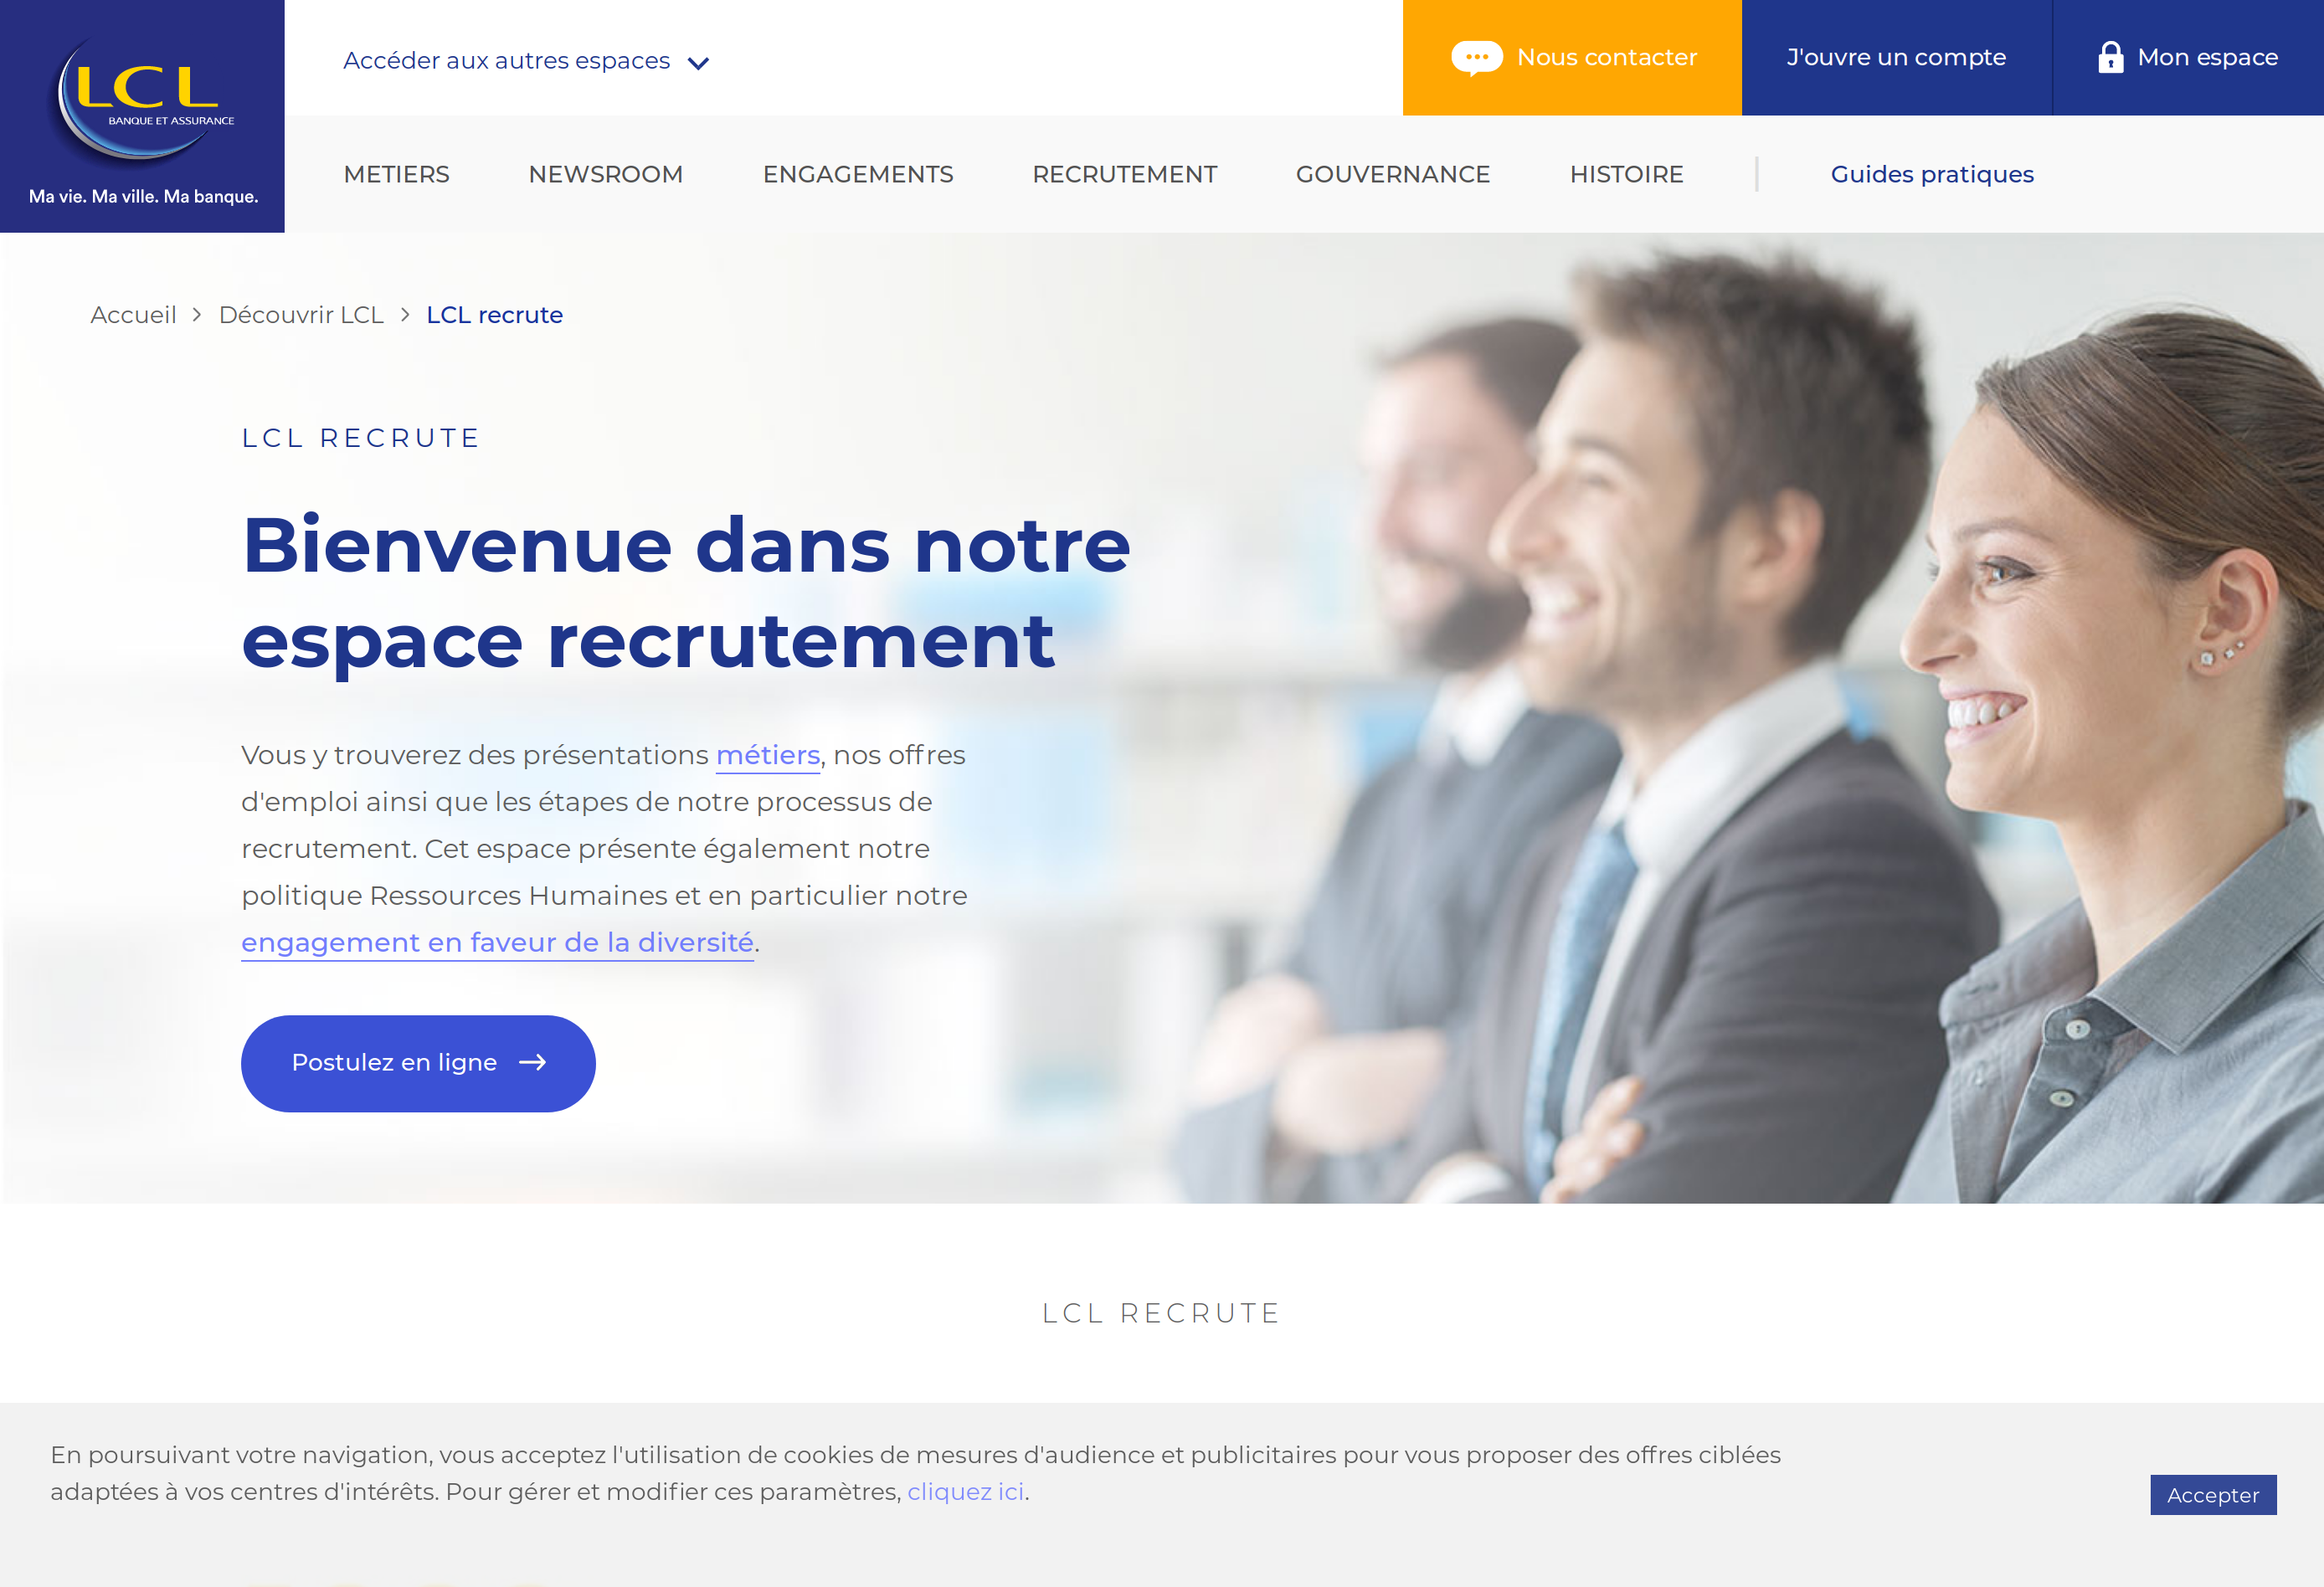 LCL
BANQUE ET ASSURANCE
Ma vie. Ma ville. Ma banque.
Accéder aux autres espaces
Nous contacter
J'ouvre un compte
Mon espace
METIERS
NEWSROOM
ENGAGEMENTS
RECRUTEMENT
GOUVERNANCE
HISTOIRE
Guides pratiques
Accueil > Découvrir LCL > LCL recrute
LCL RECRUTE
Bienvenue dans notre
espace recrutement
Vous y trouverez des présentations métiers, nos offres
d'emploi ainsi que les étapes de notre processus de
recrutement. Cet espace présente également notre
politique Ressources Humaines et en particulier notre
engagement en faveur de la diversité.
Postulez en ligne
LCL RECRUTE
En poursuivant votre navigation, vous acceptez l'utilisation de cookies de mesures d'audience et publicitaires pour vous proposer des offres ciblées
adaptées à vos centres d'intérêts. Pour gérer et modifier ces paramètres, cliquez ici.
Accepter